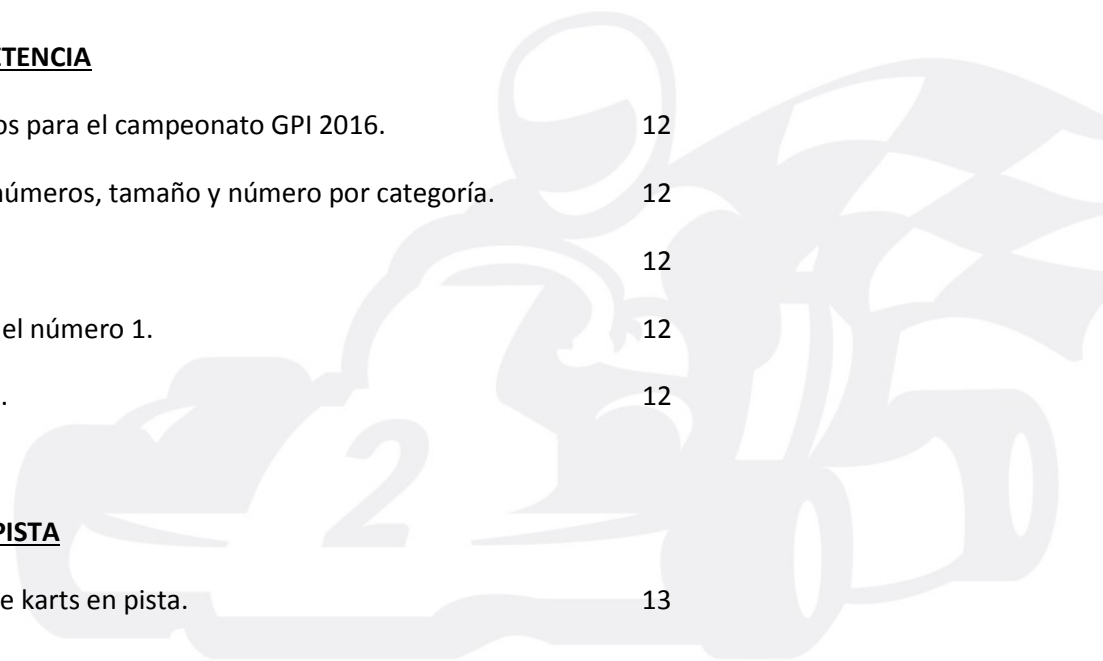 TENCIA
os para el campeonato GPI 2016. 12
números, tamaño y número por categoría. 12
12
el número 1. 12
. 12
2
PISTA
e karts en pista. 13